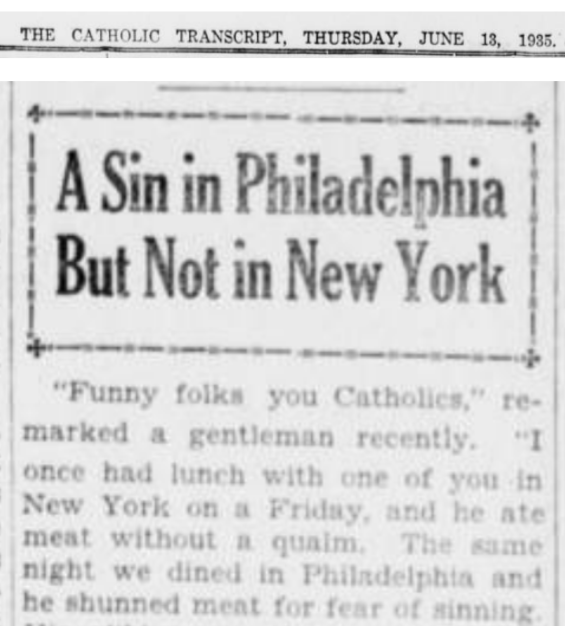 THE CATHOLIC TRANSCRIPT, THURSDAY, JUNE 13, 1935.
A Sin in Philadelphia
But Not in New York
"Funny folks you Catholics," re-
marked a gentleman recently. "I
once had lunch with one of you in
New York on a Friday, and he ate
meat without a qualm. The same
night we dined in Philadelphia and
he shunned meat for fear of sinning.